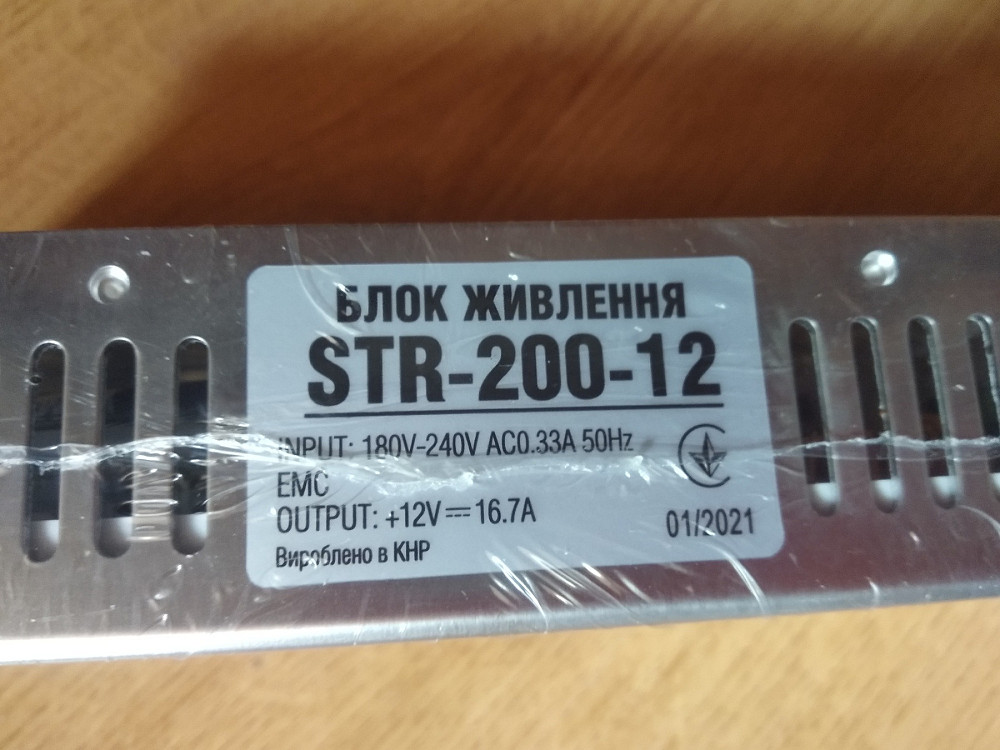 БЛОК ЖИВЛЕННЯ
STR-200-12
INPUT: 180V-240V AC0.33A 50Hz
EMC
OUTPUT: +12V⎓16.7A
01/2021
Вироблено в КНР